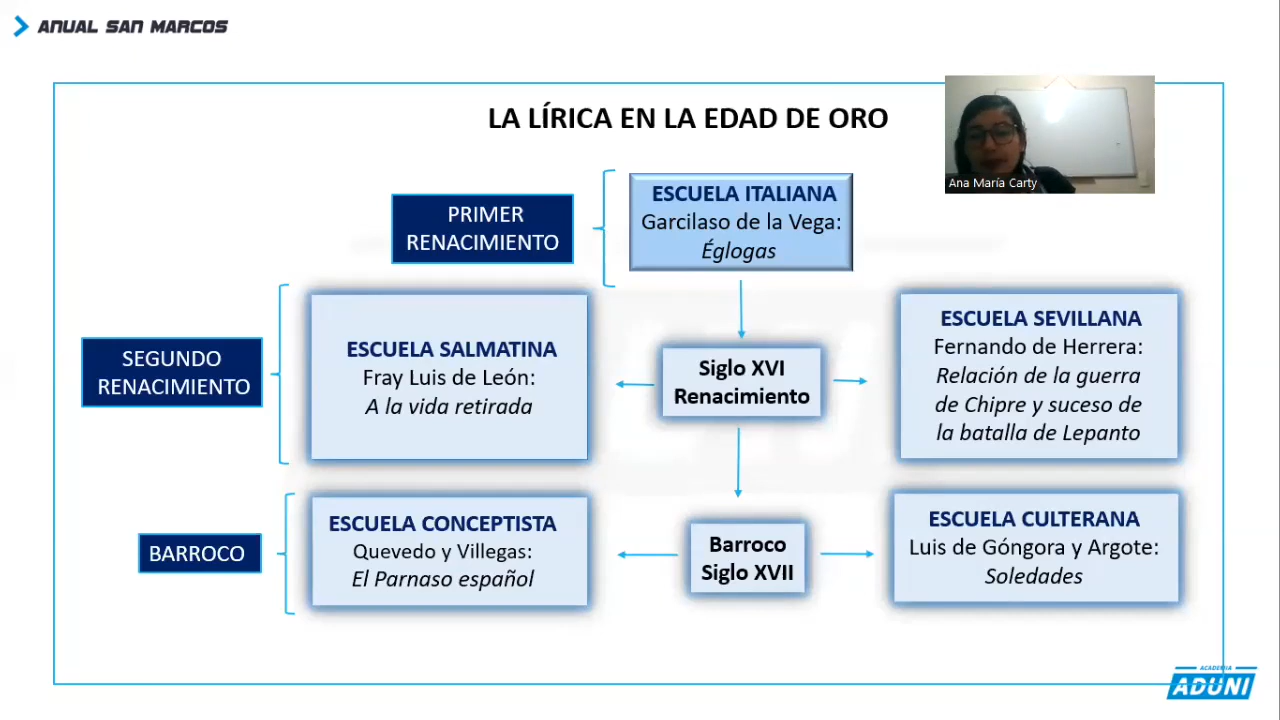 ANUAL SAN MARCOS
LA LÍRICA EN LA EDAD DE ORO
Ana María Carty
PRIMER
RENACIMIENTO
ESCUELA ITALIANA
Garcilaso de la Vega:
Églogas
SEGUNDO
RENACIMIENTO
ESCUELA SALMATINA
Fray Luis de León:
A la vida retirada
Siglo XVI
Renacimiento
ESCUELA SEVILLANA
Fernando de Herrera:
Relación de la guerra
de Chipre y suceso de
la batalla de Lepanto
BARROCO
ESCUELA CONCEPTISTA
Quevedo y Villegas:
El Parnaso español
Barroco
Siglo XVII
ESCUELA CULTERANA
Luis de Góngora y Argote:
Soledades
ACADEMIA
ADUNI